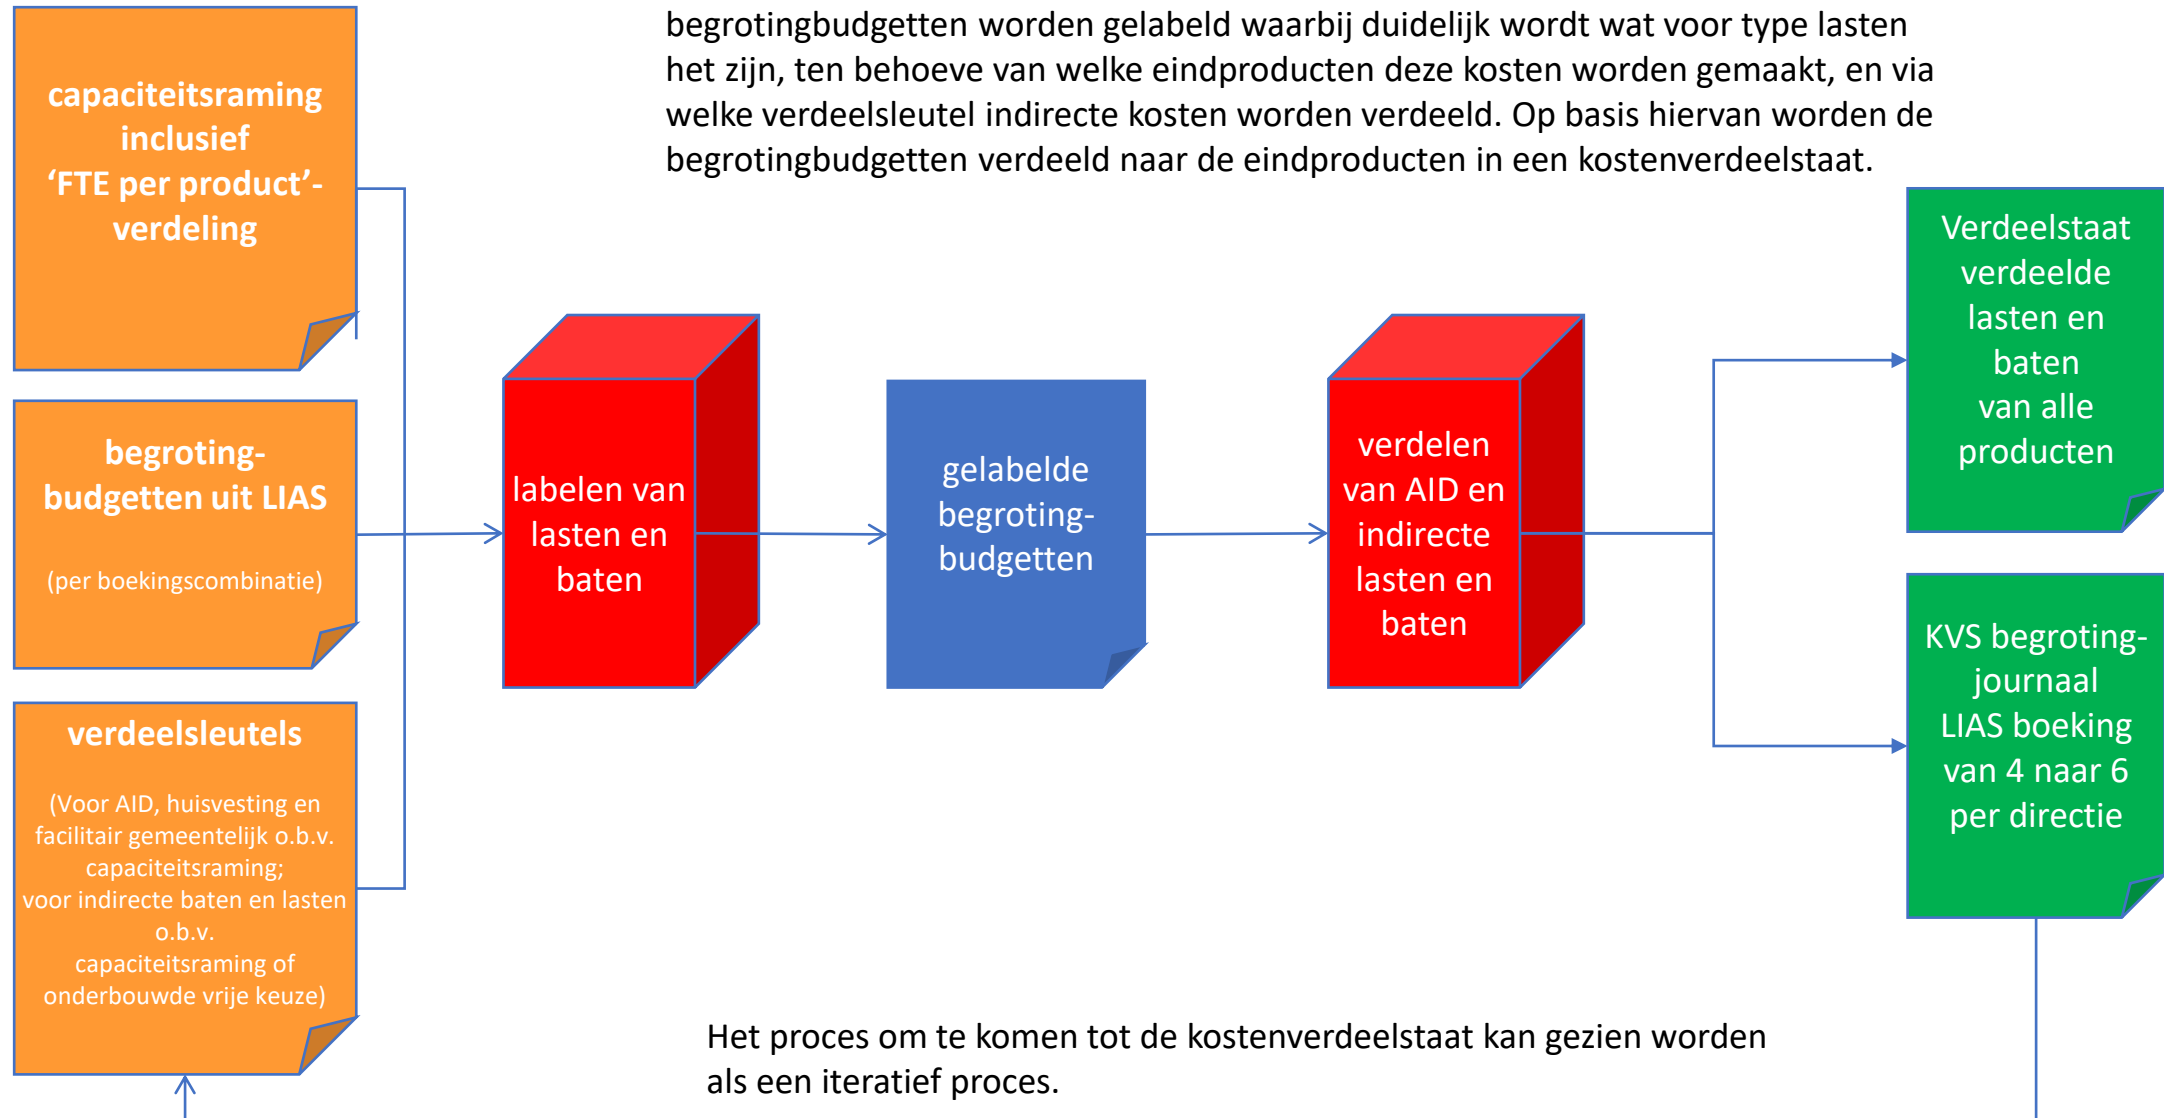 begrotingbudgetten worden gelabeld waarbij duidelijk wordt wat voor type lasten
het zijn, ten behoeve van welke eindproducten deze kosten worden gemaakt, en via
welke verdeelsleutel indirecte kosten worden verdeeld. Op basis hiervan worden de
begrotingbudgetten verdeeld naar de eindproducten in een kostenverdeelstaat.
capaciteitsraming
inclusief
‘FTE per product’-
verdeling
begroting-
budgetten uit LIAS
(per boekingscombinatie)
verdeelsleutels
(Voor AID, huisvesting en
facilitair gemeentelijk o.b.v.
capaciteitsraming;
voor indirecte baten en lasten
o.b.v.
capaciteitsraming of
onderbouwde vrije keuze)
labelen van
lasten en
baten
gelabelde
begroting-
budgetten
verdelen
van AID en
indirecte
lasten en
baten
Verdeelstaat
verdeelde
lasten en
baten
van alle
producten
KVS begroting-
journaal
LIAS boeking
van 4 naar 6
per directie
Het proces om te komen tot de kostenverdeelstaat kan gezien worden
als een iteratief proces.